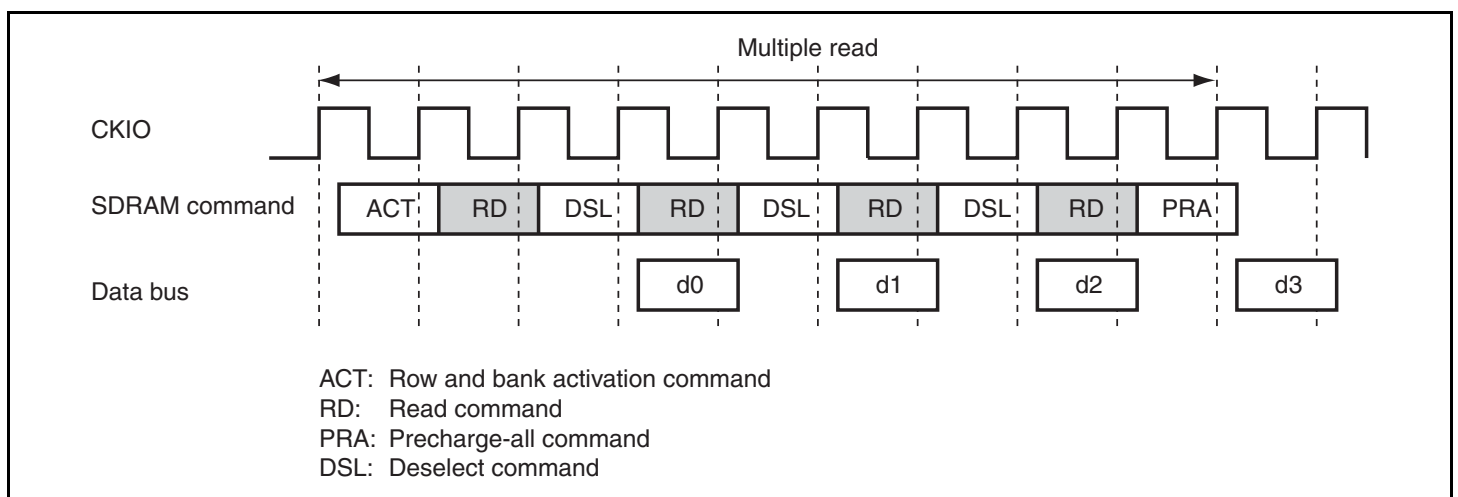 Multiple read
CKIO
SDRAM command ACT RD DSL RD DSL RD DSL RD PRA
Data bus d0 d1 d2 d3
ACT: Row and bank activation command
RD: Read command
PRA: Precharge-all command
DSL: Deselect command